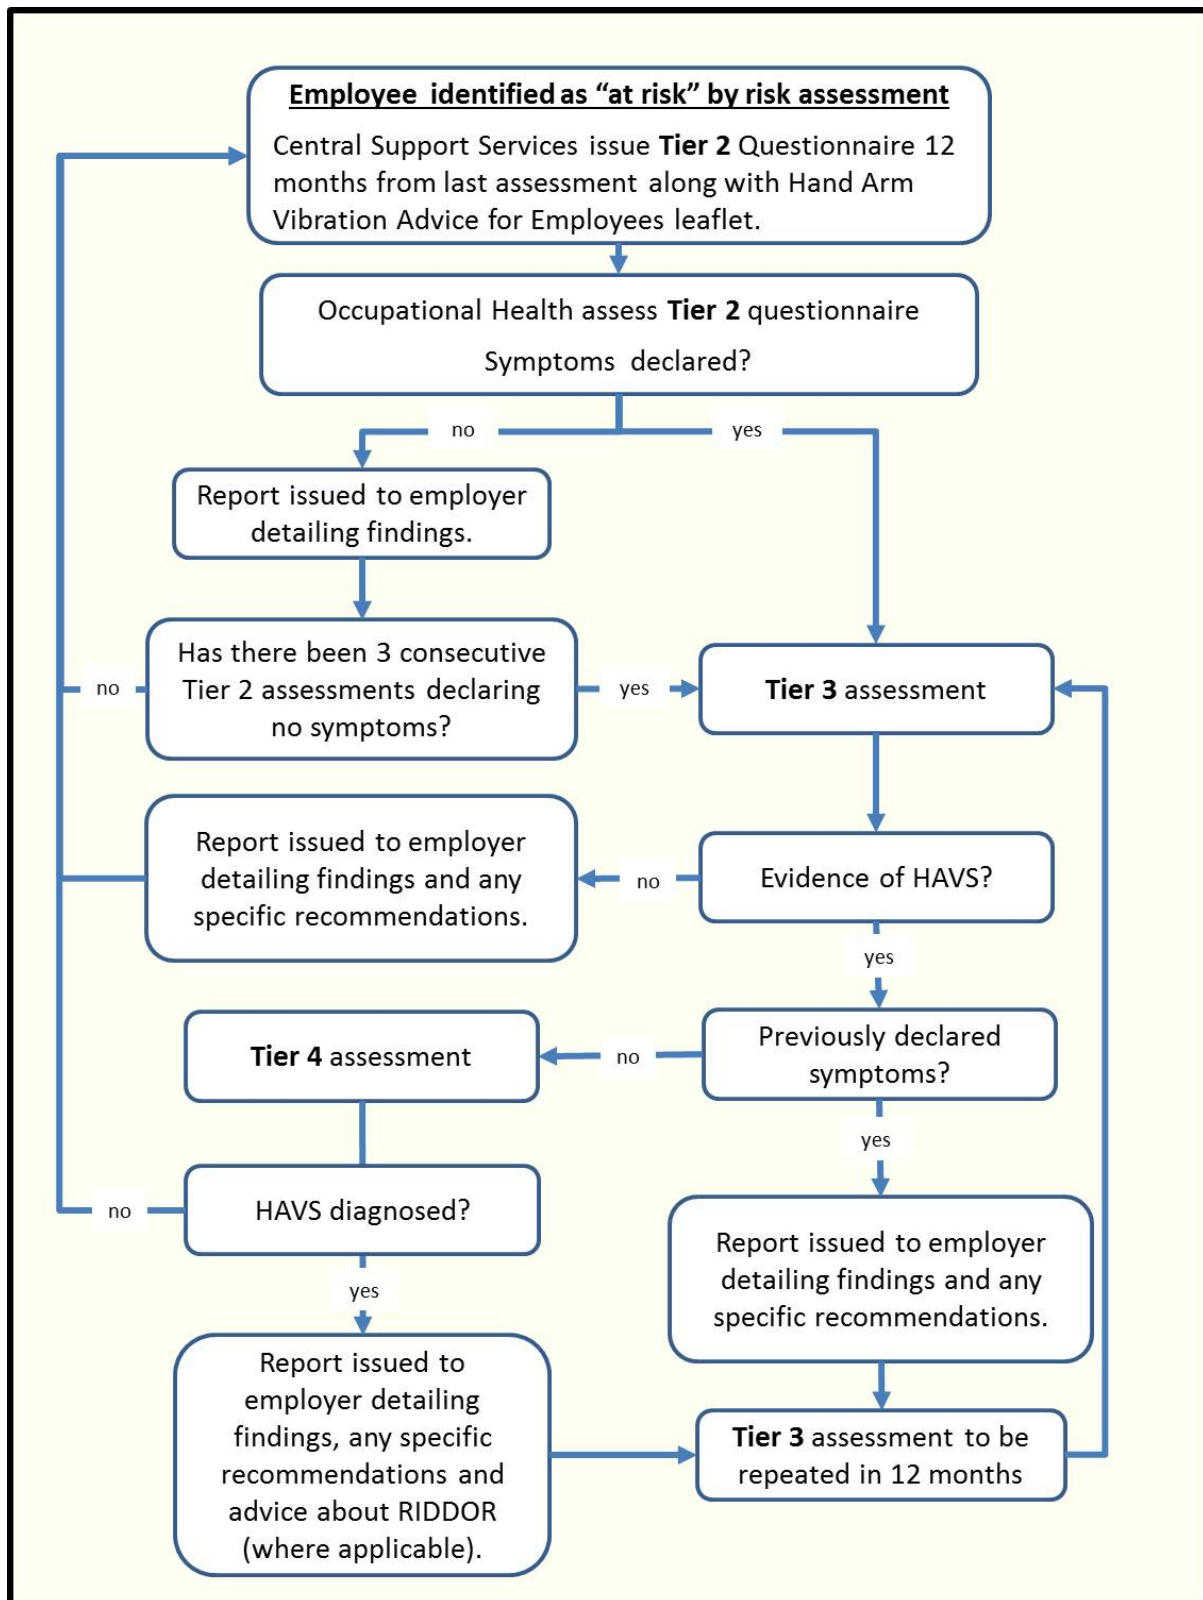 Employee identified as “at risk” by risk assessment
Central Support Services issue Tier 2 Questionnaire 12
months from last assessment along with Hand Arm
Vibration Advice for Employees leaflet.
Occupational Health assess Tier 2 questionnaire
Symptoms declared?
no
yes
Report issued to employer
detailing findings.
Has there been 3 consecutive
Tier 2 assessments declaring
no symptoms?
no
yes
Tier 3 assessment
Report issued to employer
detailing findings and any
specific recommendations.
no
Evidence of HAVS?
yes
Tier 4 assessment
no
Previously declared
symptoms?
yes
no
HAVS diagnosed?
yes
Report issued to employer
detailing findings and any
specific recommendations.
Report issued to
employer detailing
findings, any specific
recommendations and
advice about RIDDOR
(where applicable).
Tier 3 assessment to be
repeated in 12 months